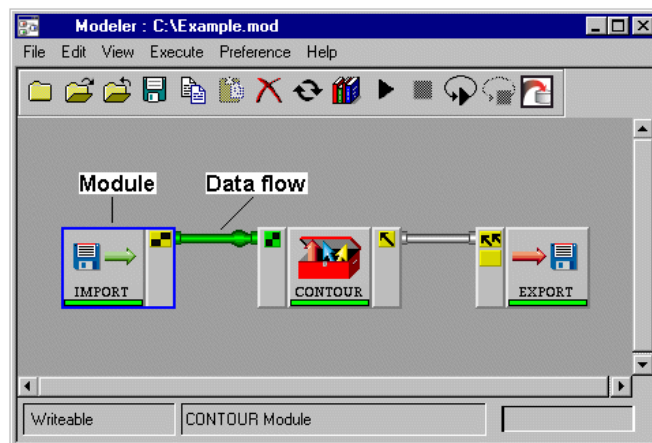 Modeler : C:\Example.mod
File Edit View Execute Preference Help
Module Data flow
IMPORT CONTOUR EXPORT
Writeable CONTOUR Module